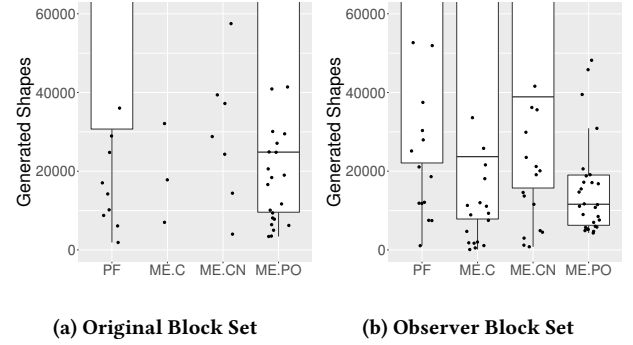 60000
40000
20000
0
Generated Shapes
PF ME.C ME.CN ME.PO
(a) Original Block Set
60000
40000
20000
0
Generated Shapes
PF ME.C ME.CN ME.PO
(b) Observer Block Set